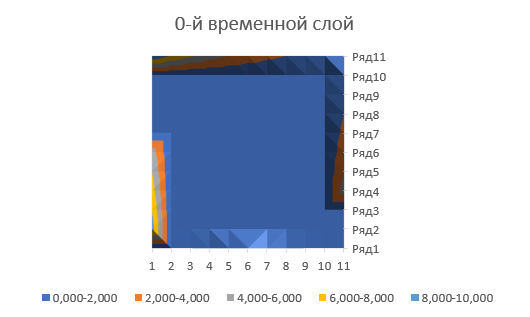 0-й временной слой
Ряд11
Ряд10
Ряд9
Ряд8
Ряд7
Ряд6
Ряд5
Ряд4
Ряд3
Ряд2
Ряд1
1 2 3 4 5 6 7 8 9 10 11
0,000-2,000 2,000-4,000 4,000-6,000 6,000-8,000 8,000-10,000